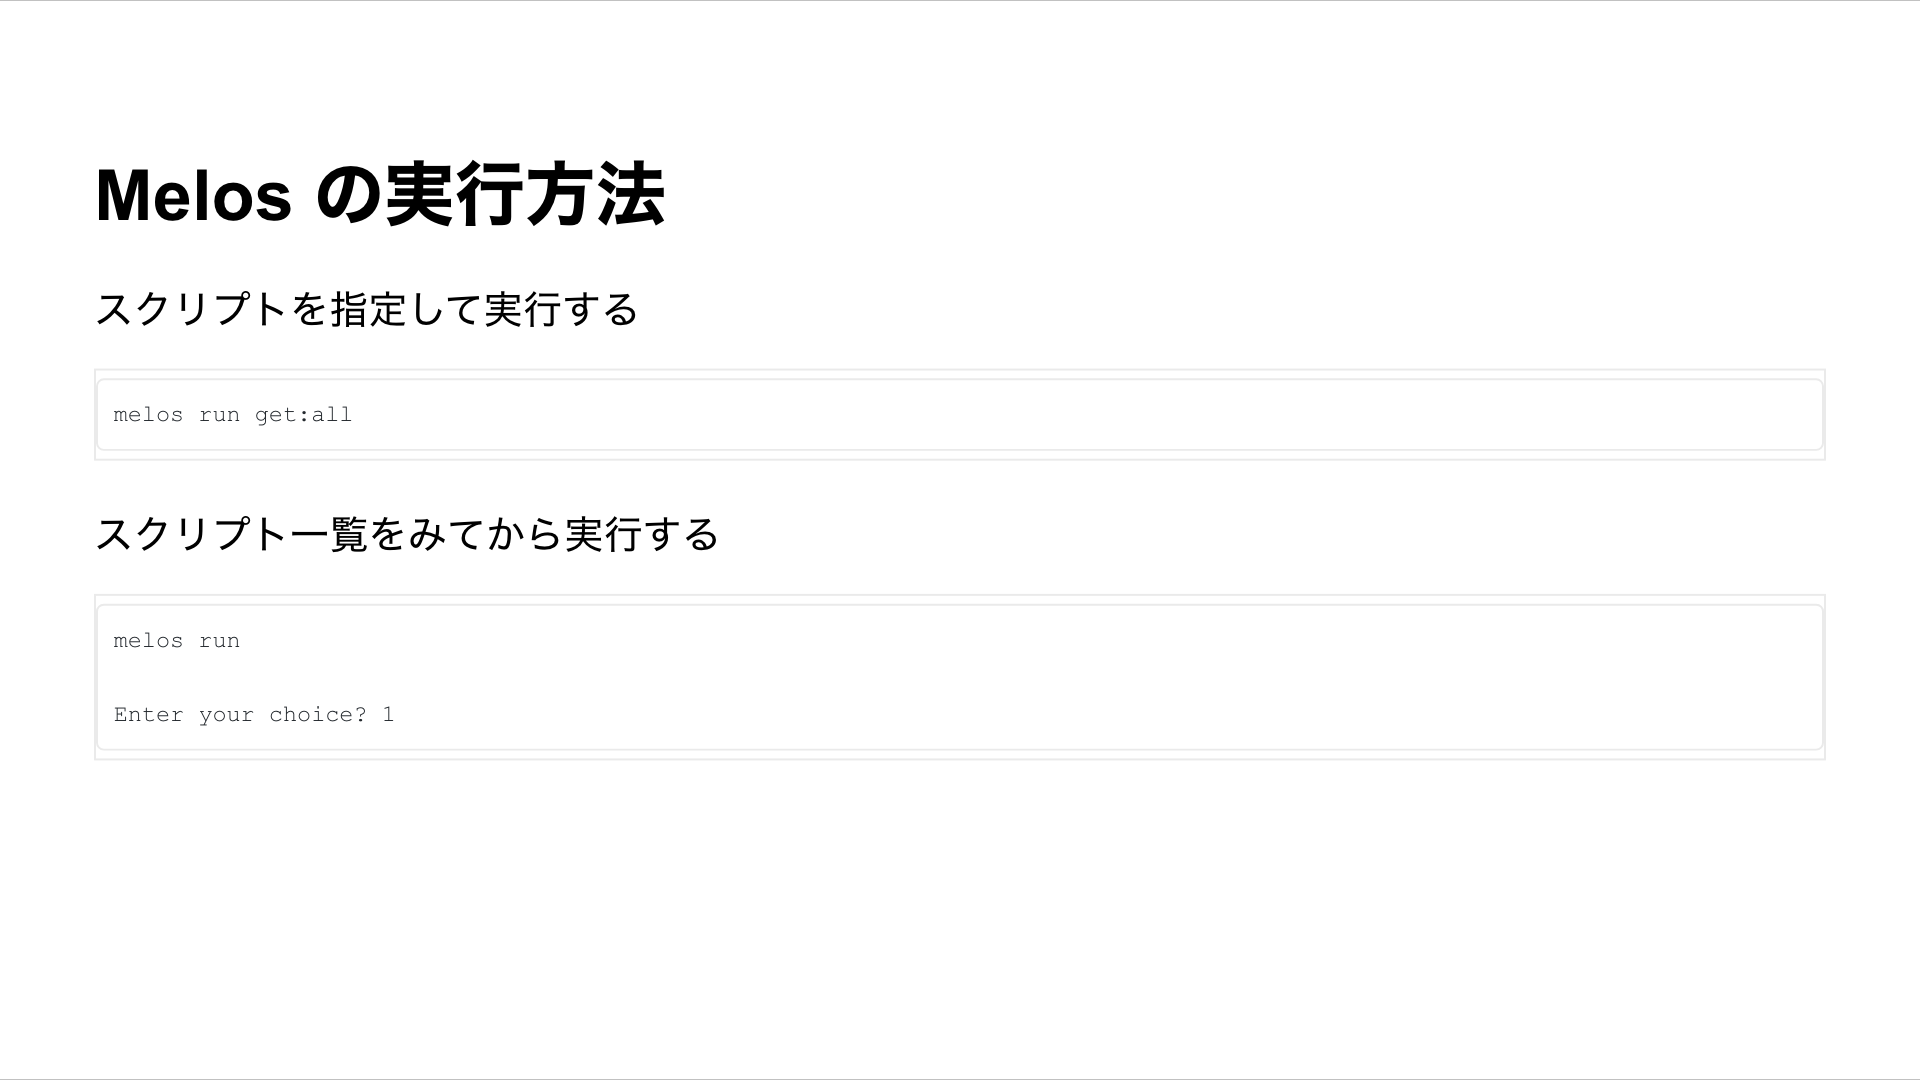 Melos の実行方法
スクリプトを指定して実行する
melos run get:all
スクリプト一覧をみてから実行する
melos run
Enter your choice? 1